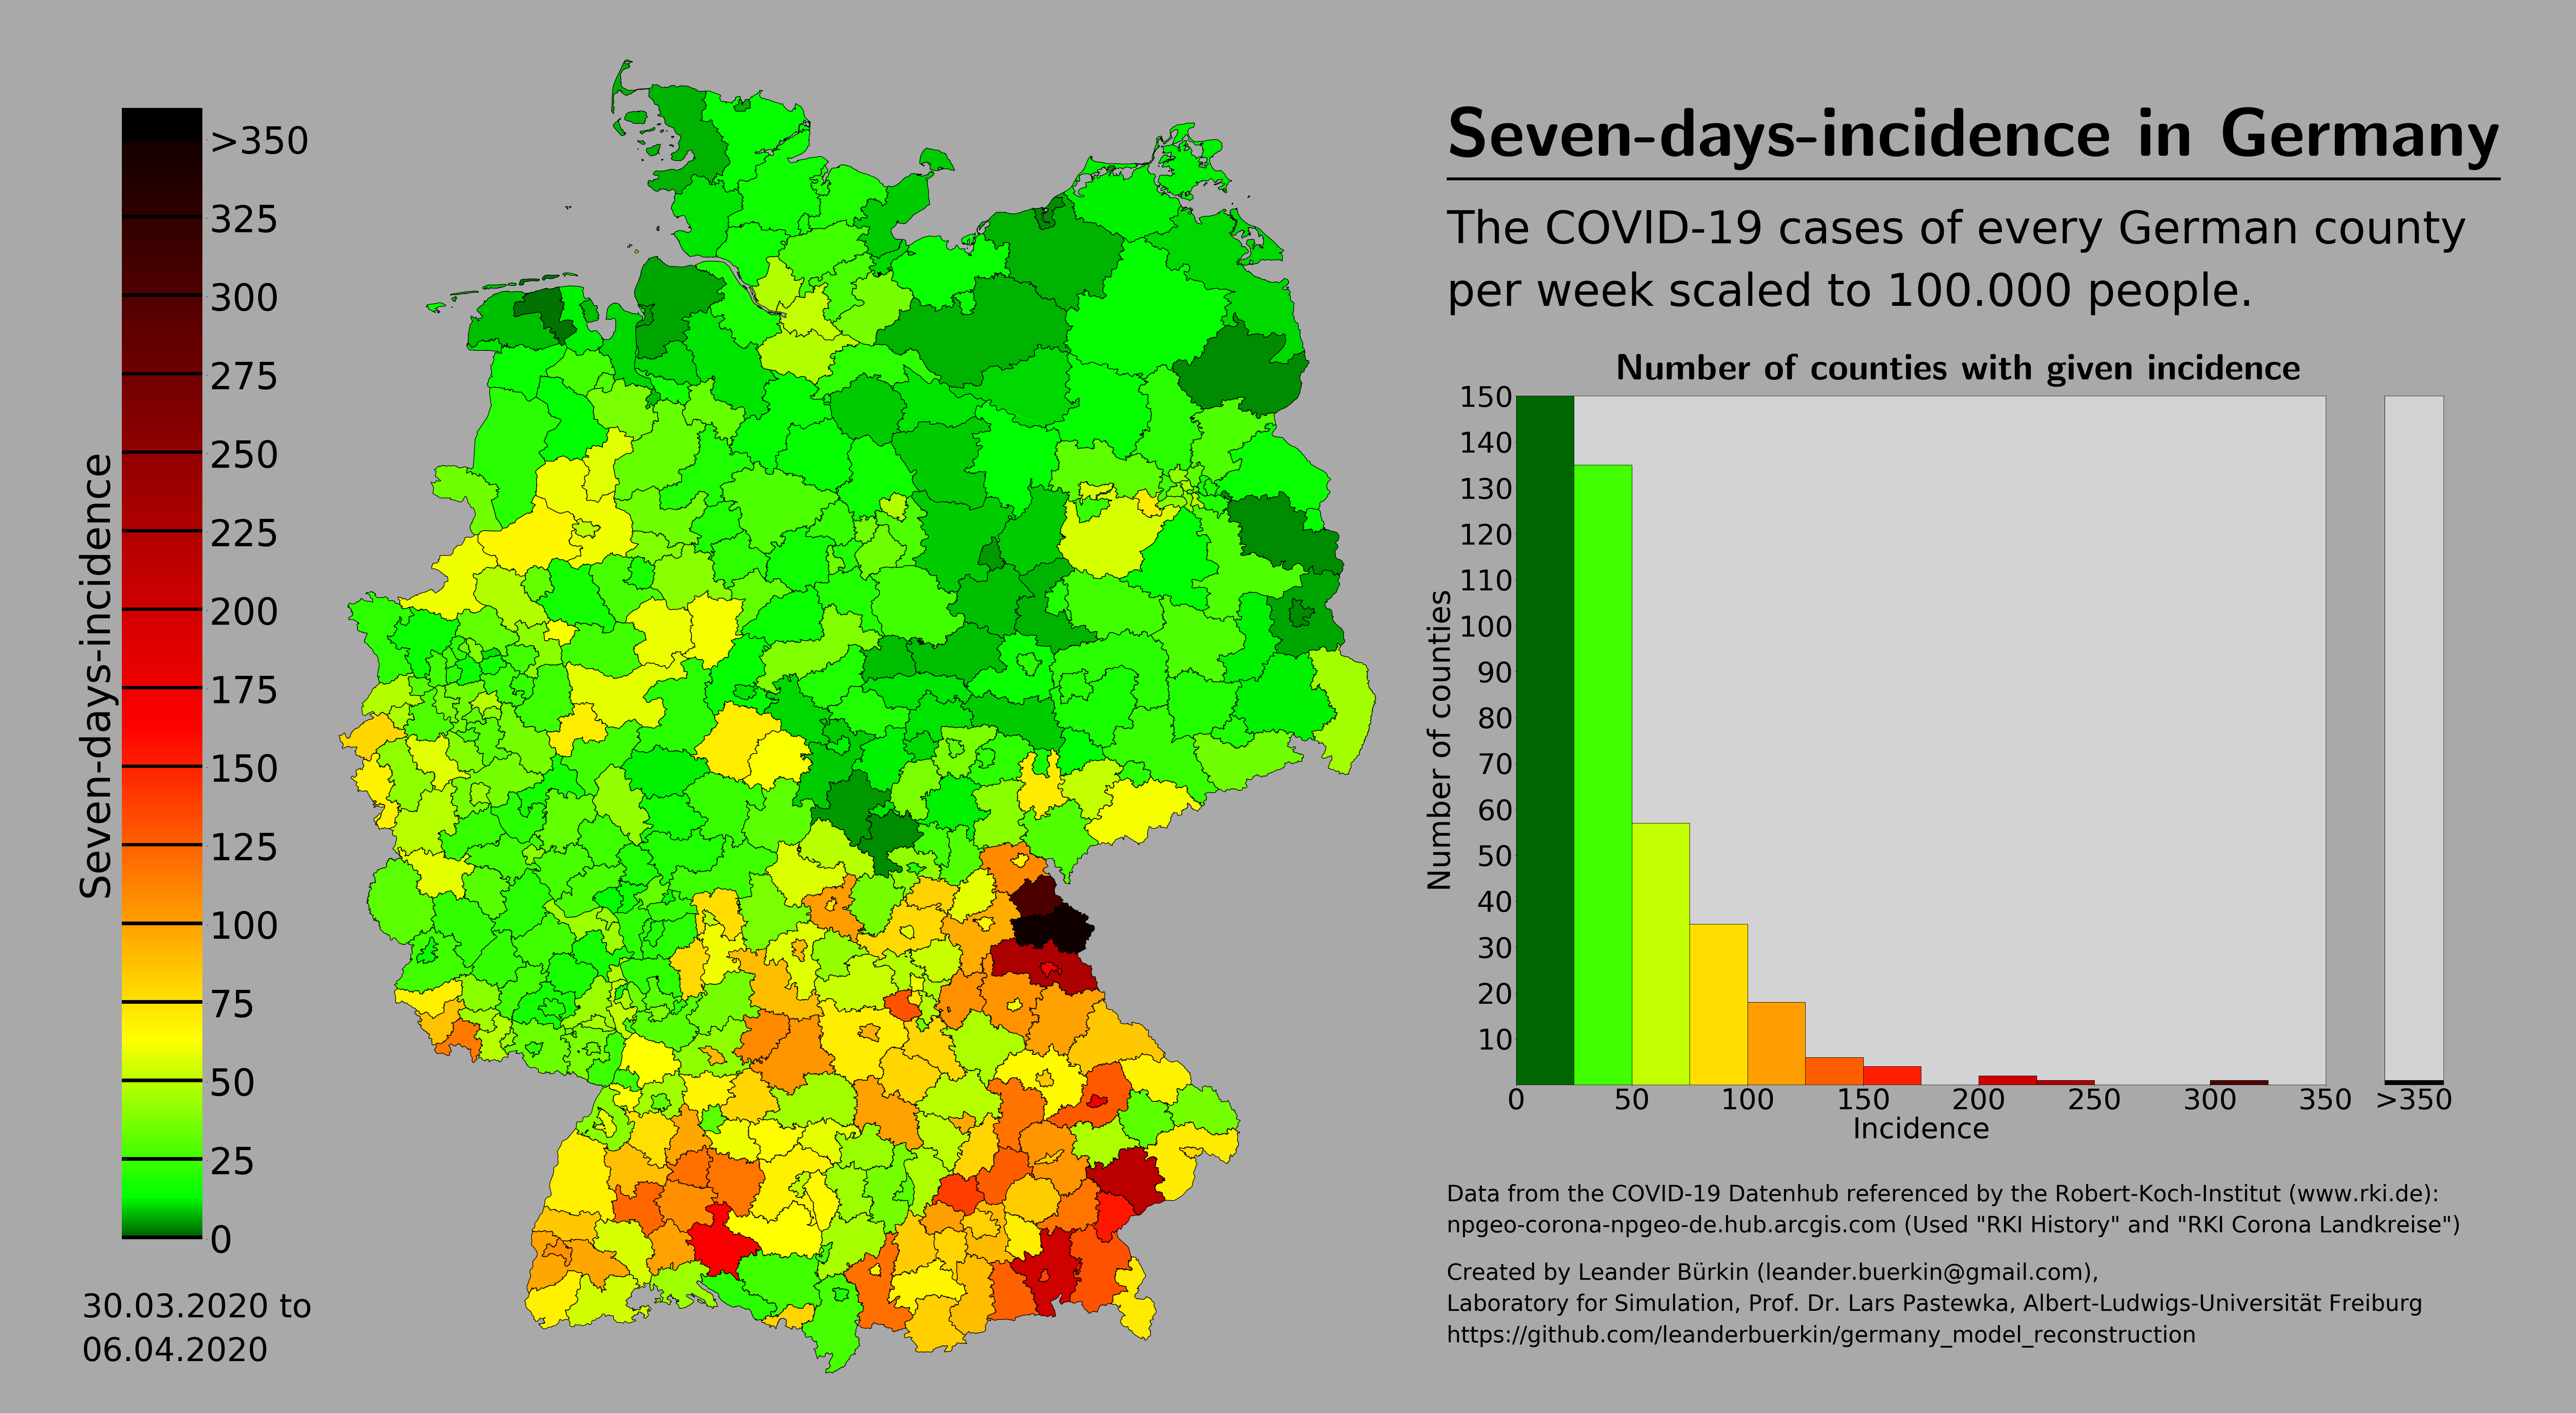 Seven-days-incidence in Germany
The COVID-19 cases of every German county
per week scaled to 100.000 people.
Seven-days-incidence
>350
325
300
275
250
225
200
175
150
125
100
75
50
25
0
30.03.2020 to
06.04.2020
Number of counties with given incidence
Number of counties
150
140
130
120
110
100
90
80
70
60
50
40
30
20
10
0 50 100 150 200 250 300 350 >350
Incidence
Data from the COVID-19 Datenhub referenced by the Robert-Koch-Institut (www.rki.de):
npgeo-corona-npgeo-de.hub.arcgis.com (Used "RKI History" and "RKI Corona Landkreise")
Created by Leander Bürkin (leander.buerkin@gmail.com),
Laboratory for Simulation, Prof. Dr. Lars Pastewka, Albert-Ludwigs-Universität Freiburg
https://github.com/leanderbuerkin/germany_model_reconstruction